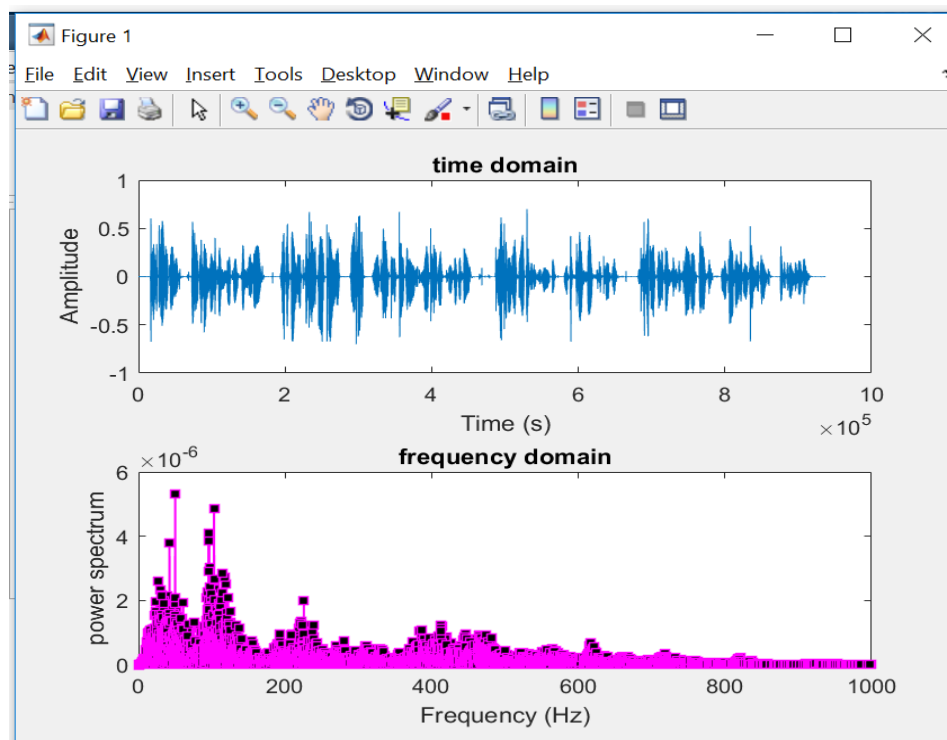 Figure 1
File Edit View Insert Tools Desktop Window Help
time domain
1
0.5
0
-0.5
-1
Amplitude
0 2 4 6 8 10
Time (s)
×10^5
×10^-6
frequency domain
6
4
2
0
power spectrum
0 200 400 600 800 1000
Frequency (Hz)